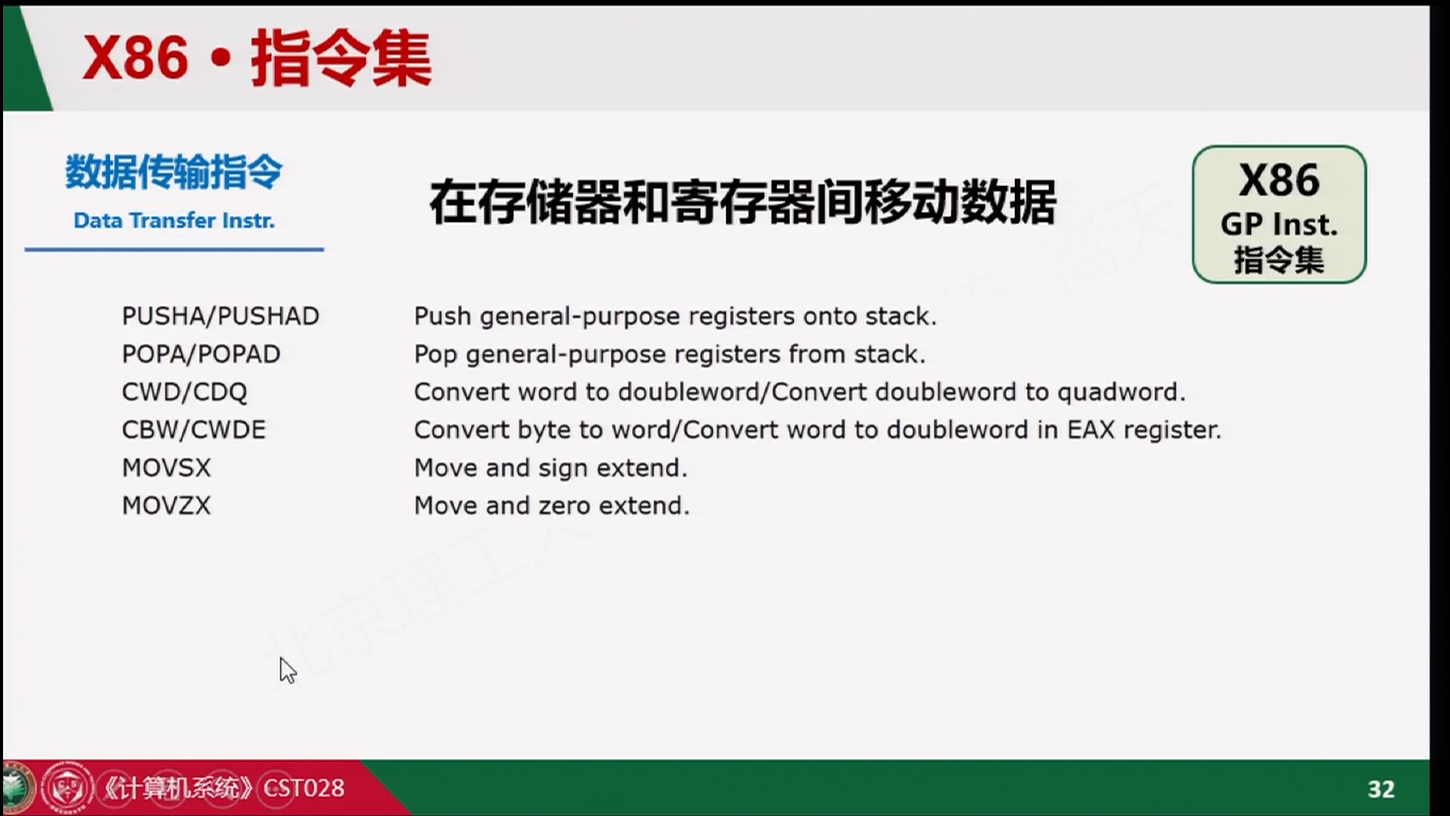 X86 • 指令集
数据传输指令
Data Transfer Instr.
在存储器和寄存器间移动数据
X86
GP Inst.
指令集
PUSHA/PUSHAD Push general-purpose registers onto stack.
POPA/POPAD Pop general-purpose registers from stack.
CWD/CDQ Convert word to doubleword/Convert doubleword to quadword.
CBW/CWDE Convert byte to word/Convert word to doubleword in EAX register.
MOVSX Move and sign extend.
MOVZX Move and zero extend.
北京理工大
嵩天
《计算机系统》CST028
32